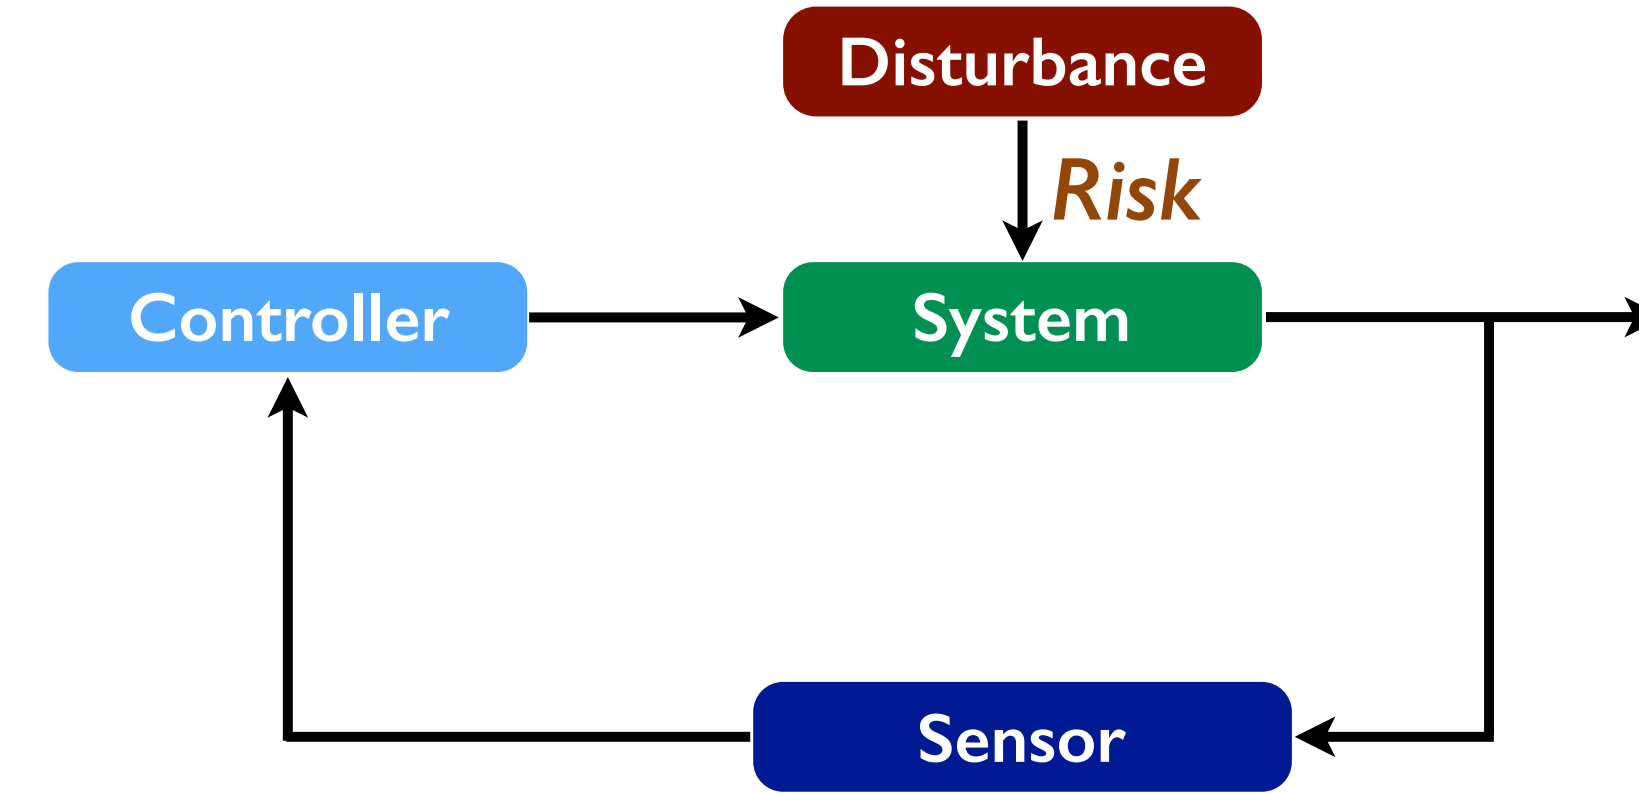 Disturbance
Risk
Controller
System
Sensor